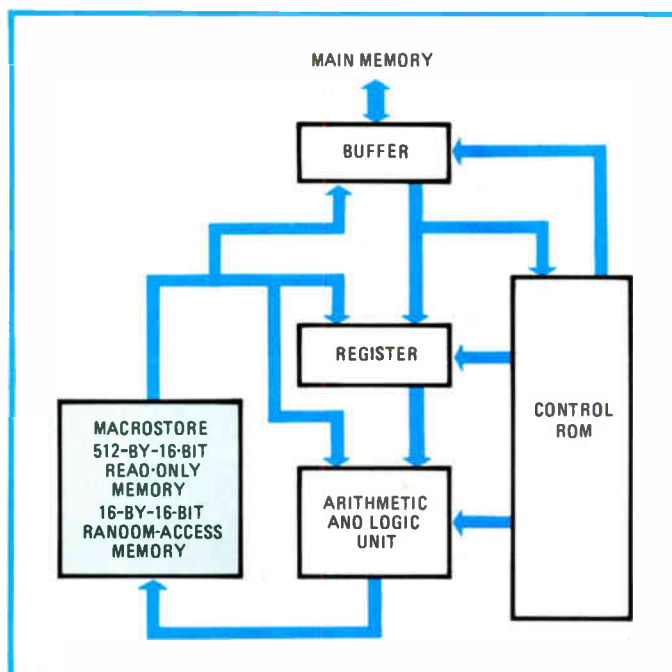 MAIN MEMORY
BUFFER
REGISTER
CONTROL
ROM
MACROSTORE
512-BY-16-BIT
READ-ONLY
MEMORY
16-BY-16-BIT
RANDOM-ACCESS
MEMORY
ARITHMETIC
AND LOGIC
UNIT